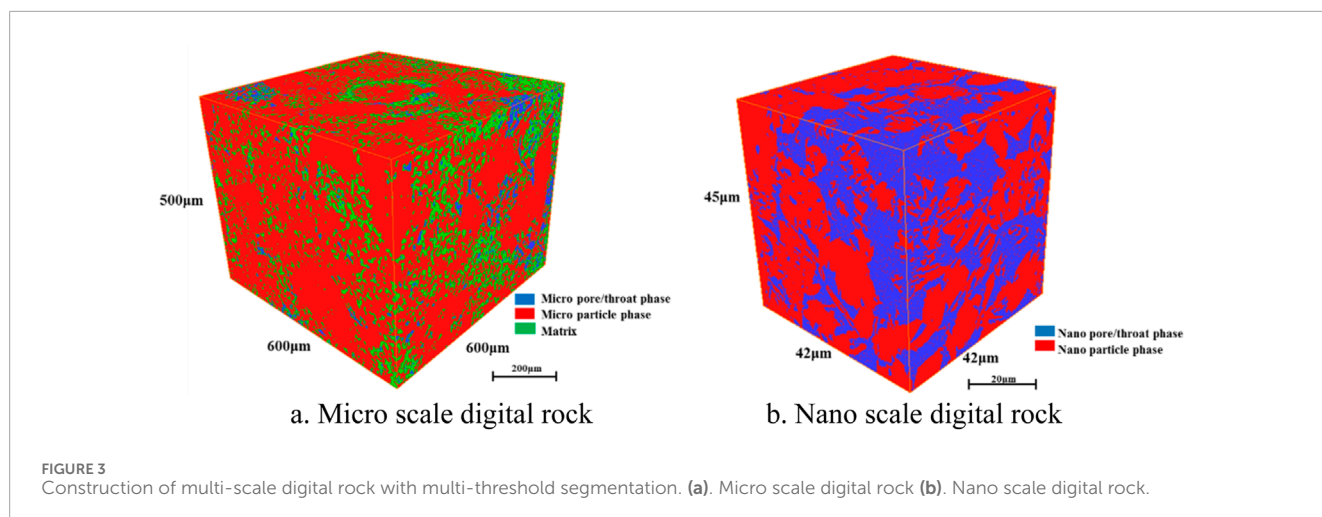 500μm
600μm
600μm
Micro pore/throat phase
Micro particle phase
Matrix
200μm
a. Micro scale digital rock
45μm
42μm
42μm
Nano pore/throat phase
Nano particle phase
20μm
b. Nano scale digital rock
FIGURE 3
Construction of multi-scale digital rock with multi-threshold segmentation. (a). Micro scale digital rock (b). Nano scale digital rock.